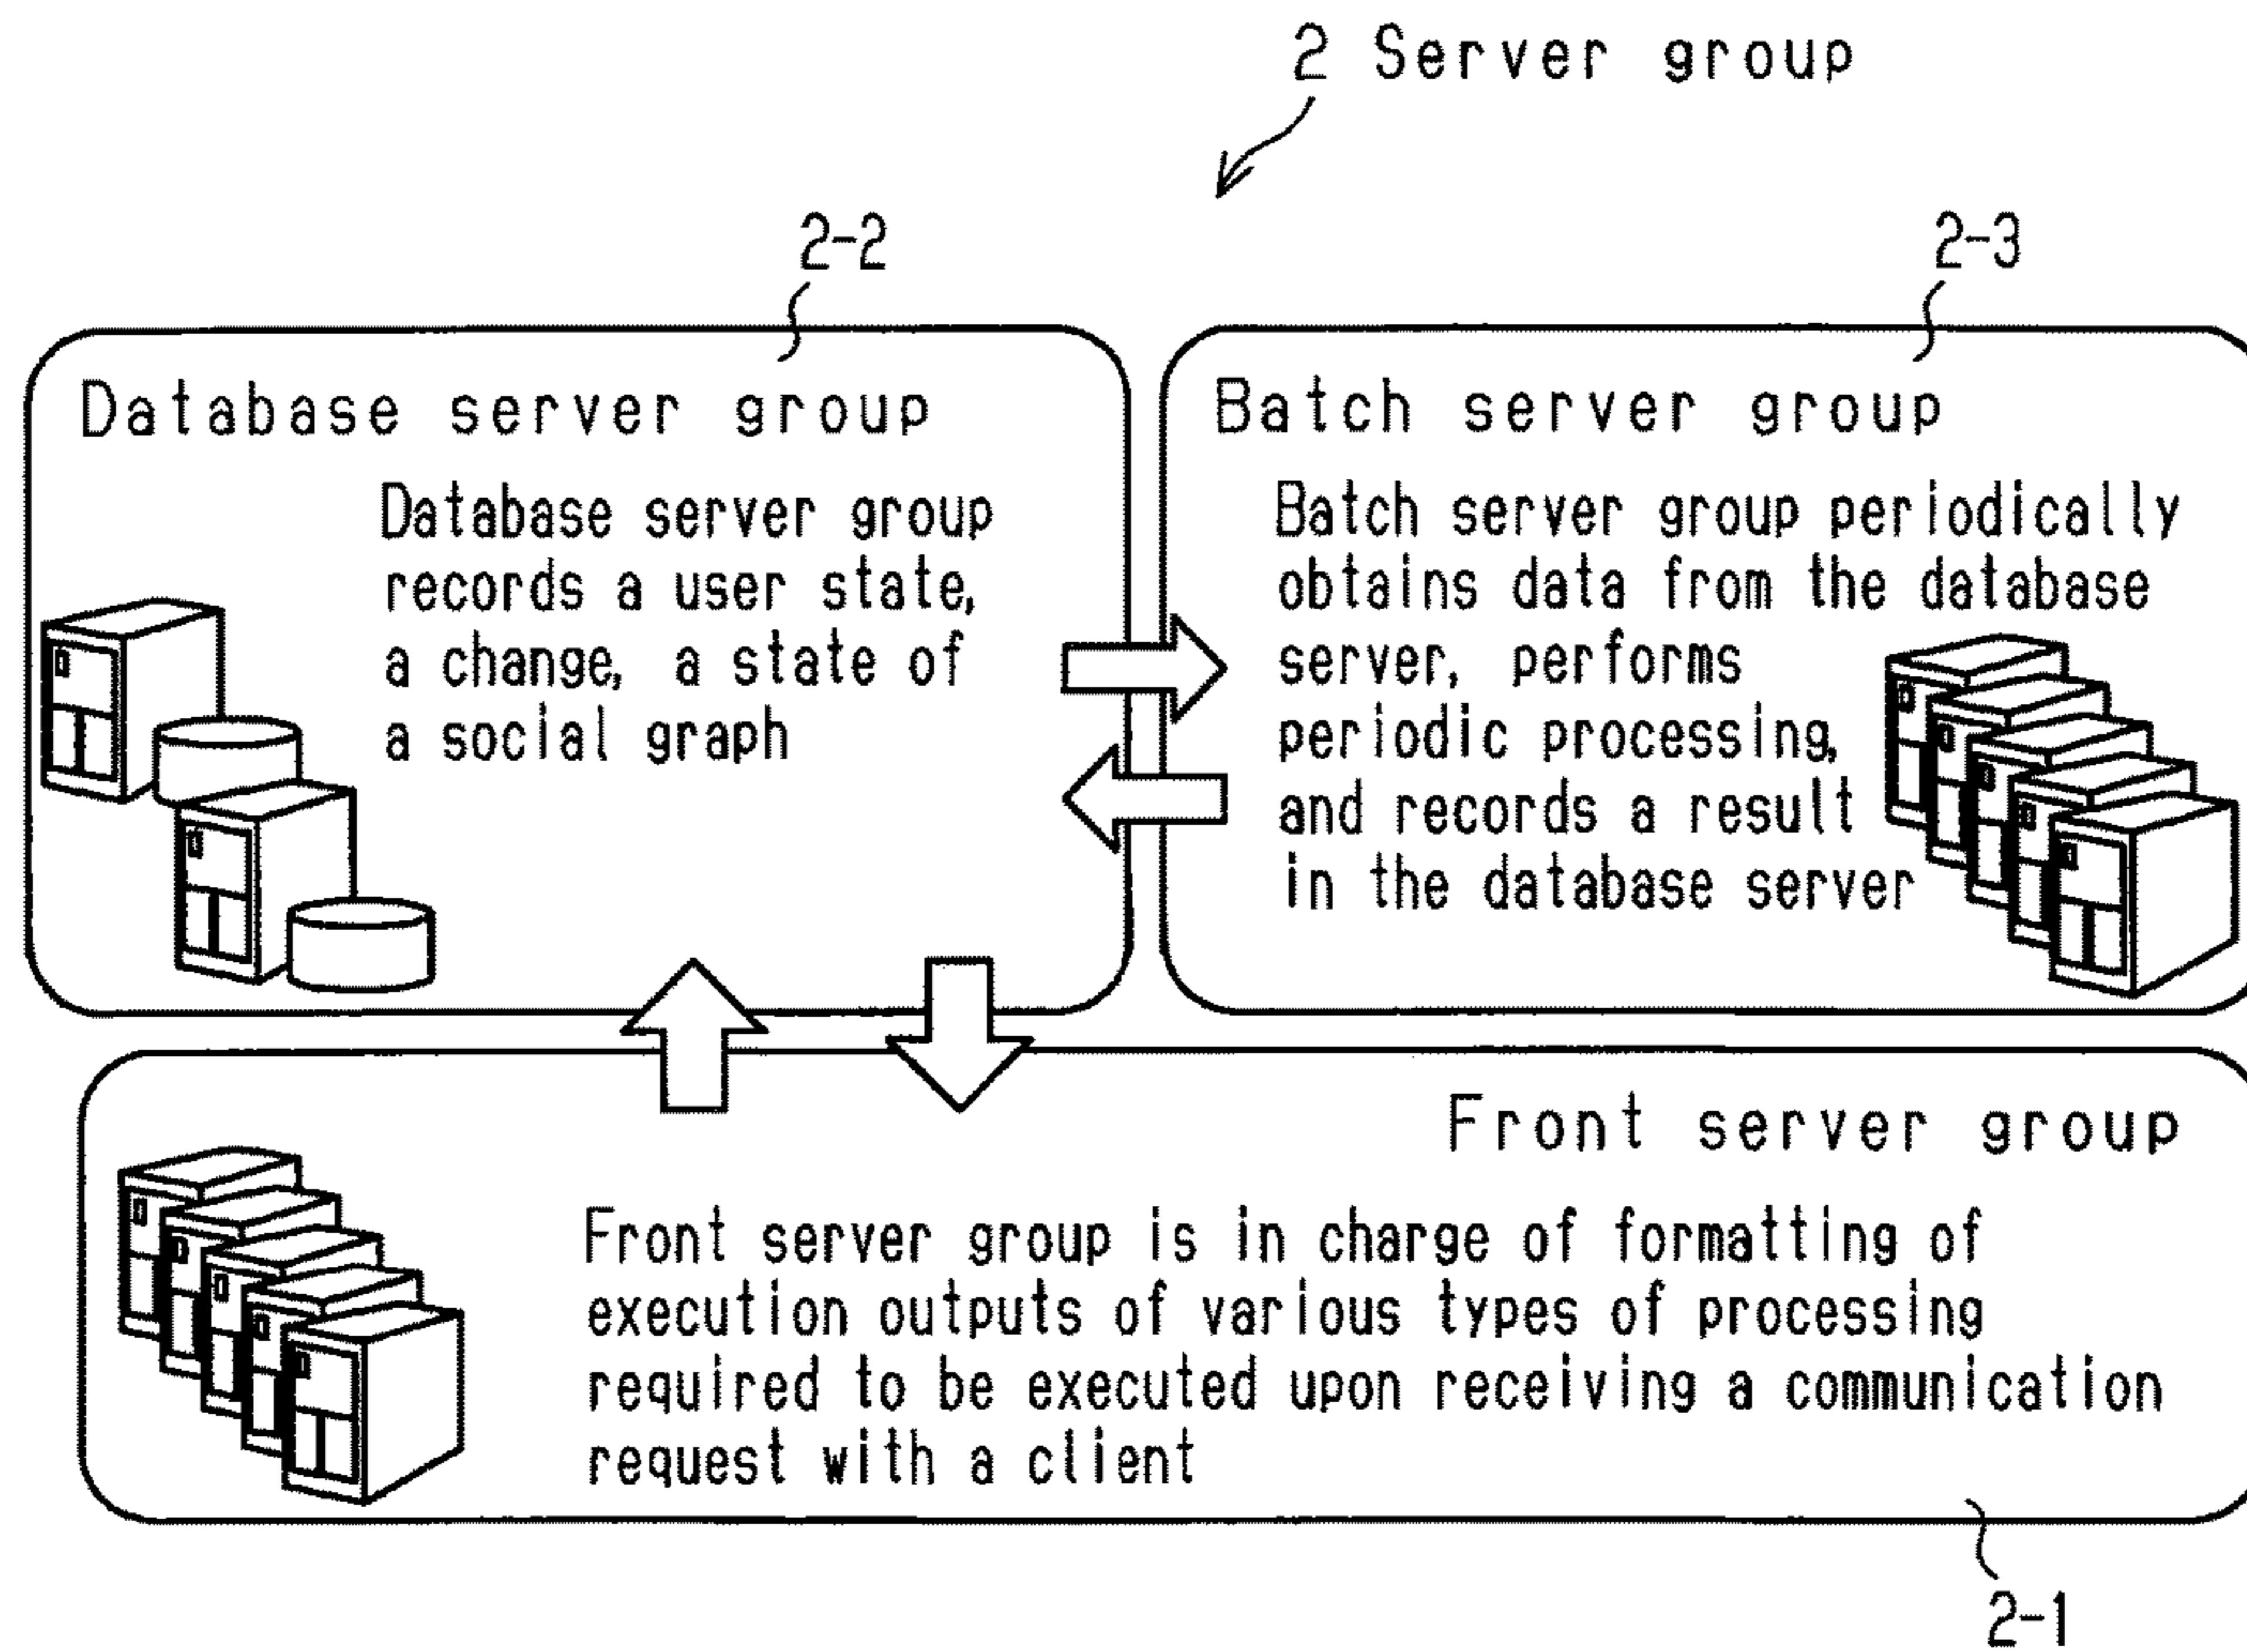 2 Server group
2-2
2-3
Database server group
Database server group
records a user state,
a change, a state of
a social graph
Batch server group
Batch server group periodically
obtains data from the database
server, performs
periodic processing,
and records a result
in the database server
Front server group
Front server group is in charge of formatting of
execution outputs of various types of processing
required to be executed upon receiving a communication
request with a client
2-1